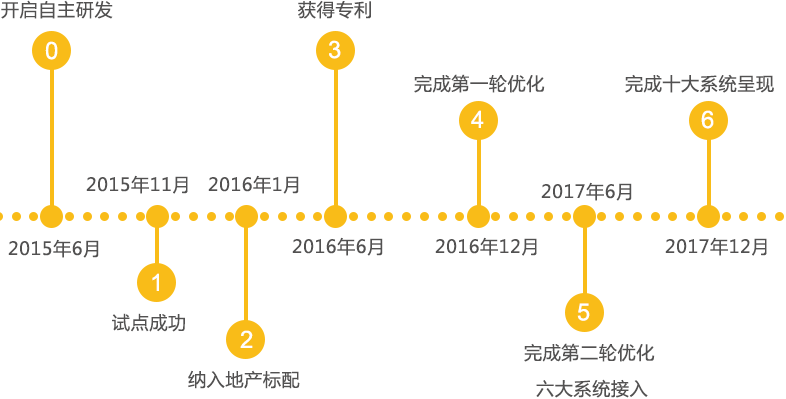 开启自主研发
0
2015年6月
2015年11月
1
试点成功
2016年1月
2
纳入地产标配
获得专利
3
2016年6月
完成第一轮优化
4
2016年12月
2017年6月
5
完成第二轮优化
六大系统接入
完成十大系统呈现
6
2017年12月